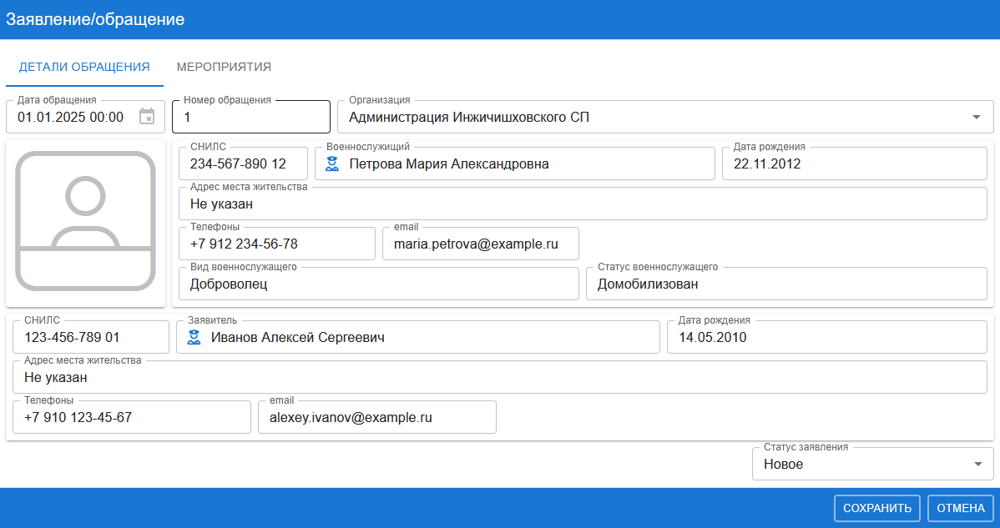 Заявление/обращение
ДЕТАЛИ ОБРАЩЕНИЯ МЕРОПРИЯТИЯ
Дата обращения Номер обращения Организация
01.01.2025 00:00 1 Администрация Инжичишховского СП
СНИЛС Военнослужищий Дата рождения
234-567-890 12 Петрова Мария Александровна 22.11.2012
Адрес места жительства
Не указан
Телефоны email
+7 912 234-56-78 maria.petrova@example.ru
Вид военнослужащего Статус военнослужащего
Доброволец Домобилизован
СНИЛС Заявитель Дата рождения
123-456-789 01 Иванов Алексей Сергеевич 14.05.2010
Адрес места жительства
Не указан
Телефоны email
+7 910 123-45-67 alexey.ivanov@example.ru
Статус заявления
Новое
СОХРАНИТЬ ОТМЕНА